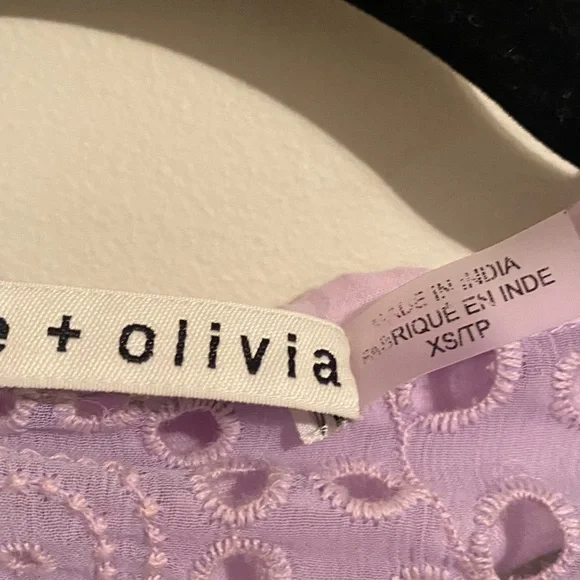 e + olivia
MADE IN INDIA
FABRIQUÉ EN INDE
XS/TP